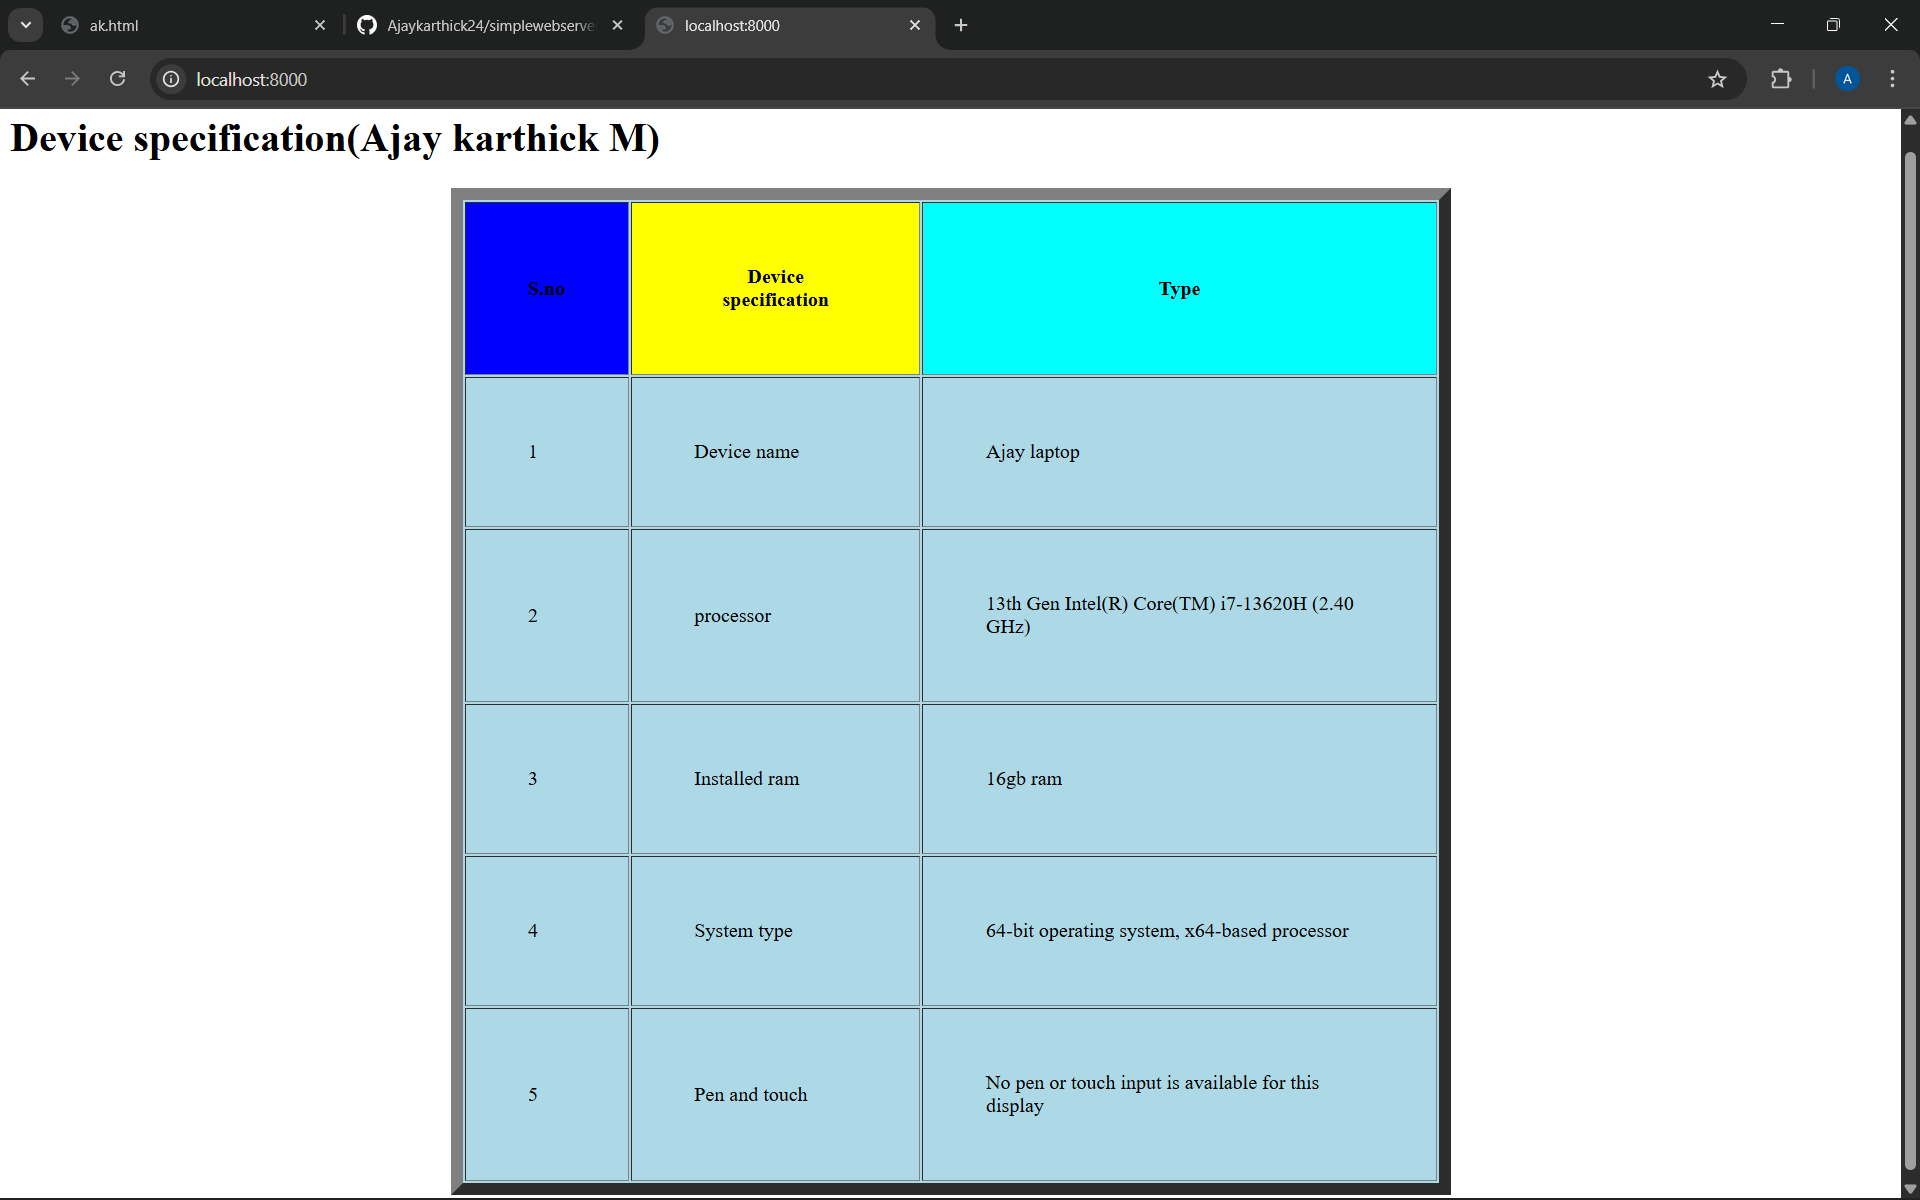 ak.html
Ajaykarthick24/simplewebserve
localhost:8000
localhost:8000
A
Device specification(Ajay karthick M)
S.no
Device
specification
Type
1
Device name
Ajay laptop
2
processor
13th Gen Intel(R) Core(TM) i7-13620H (2.40
GHz)
3
Installed ram
16gb ram
4
System type
64-bit operating system, x64-based processor
5
Pen and touch
No pen or touch input is available for this
display